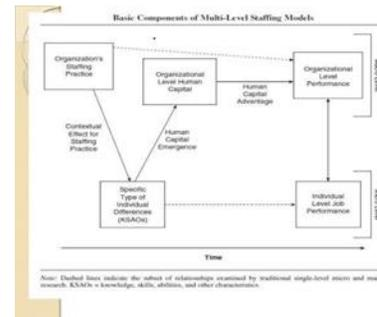 Basic Components of Multi-Level Staffing Models
Organization's
Staffing
Practice
Organizational
Level Human
Capital
Organizational
Level
Performance
Human
Capital
Advantage
Contextual
Effect for
Staffing
Practice
Human
Capital
Emergence
Specific
Type of
Individual
Differences
(KSAOs)
Individual
Level Job
Performance
Time
Note: Dashed lines indicate the subset of relationships examined by traditional single-level micro and
research. KSAOs = knowledge, skills, abilities, and other characteristics.